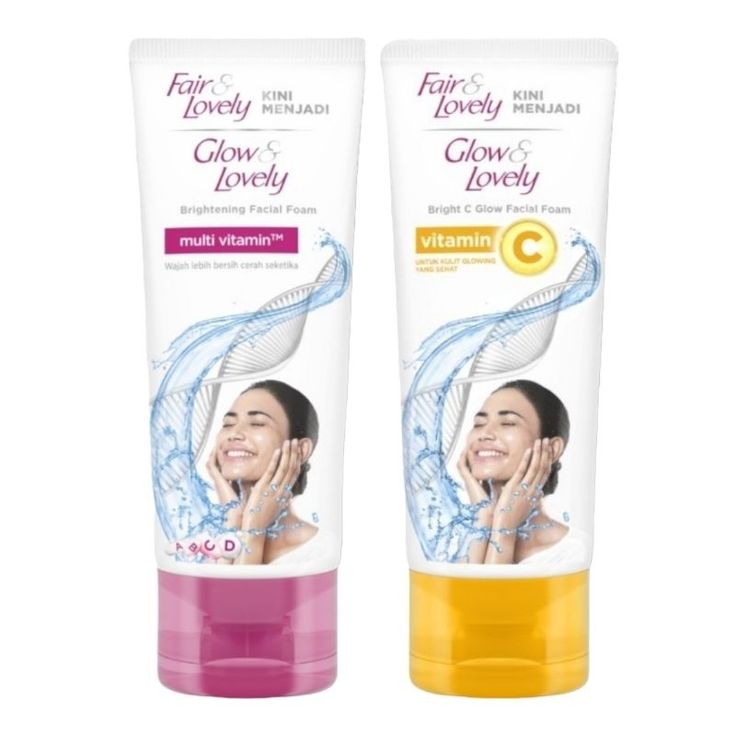 Fair &
Lovely
KINI
MENJADI
Glow &
Lovely
Brightening Facial Foam
multi vitamin™
Wajah lebih bersih cerah seketika
A B C D
Fair &
Lovely
KINI
MENJADI
Glow &
Lovely
Bright C Glow Facial Foam
vitamin C
UNTUK KULIT GLOWING
YANG SEHAT